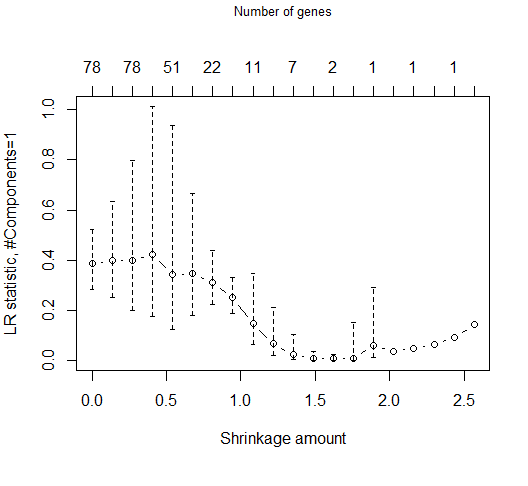 Number of genes
78 78 51 22 11 7 2 1 1 1
LR statistic, #Components=1
1.0
0.8
0.6
0.4
0.2
0.0
0.0 0.5 1.0 1.5 2.0 2.5
Shrinkage amount